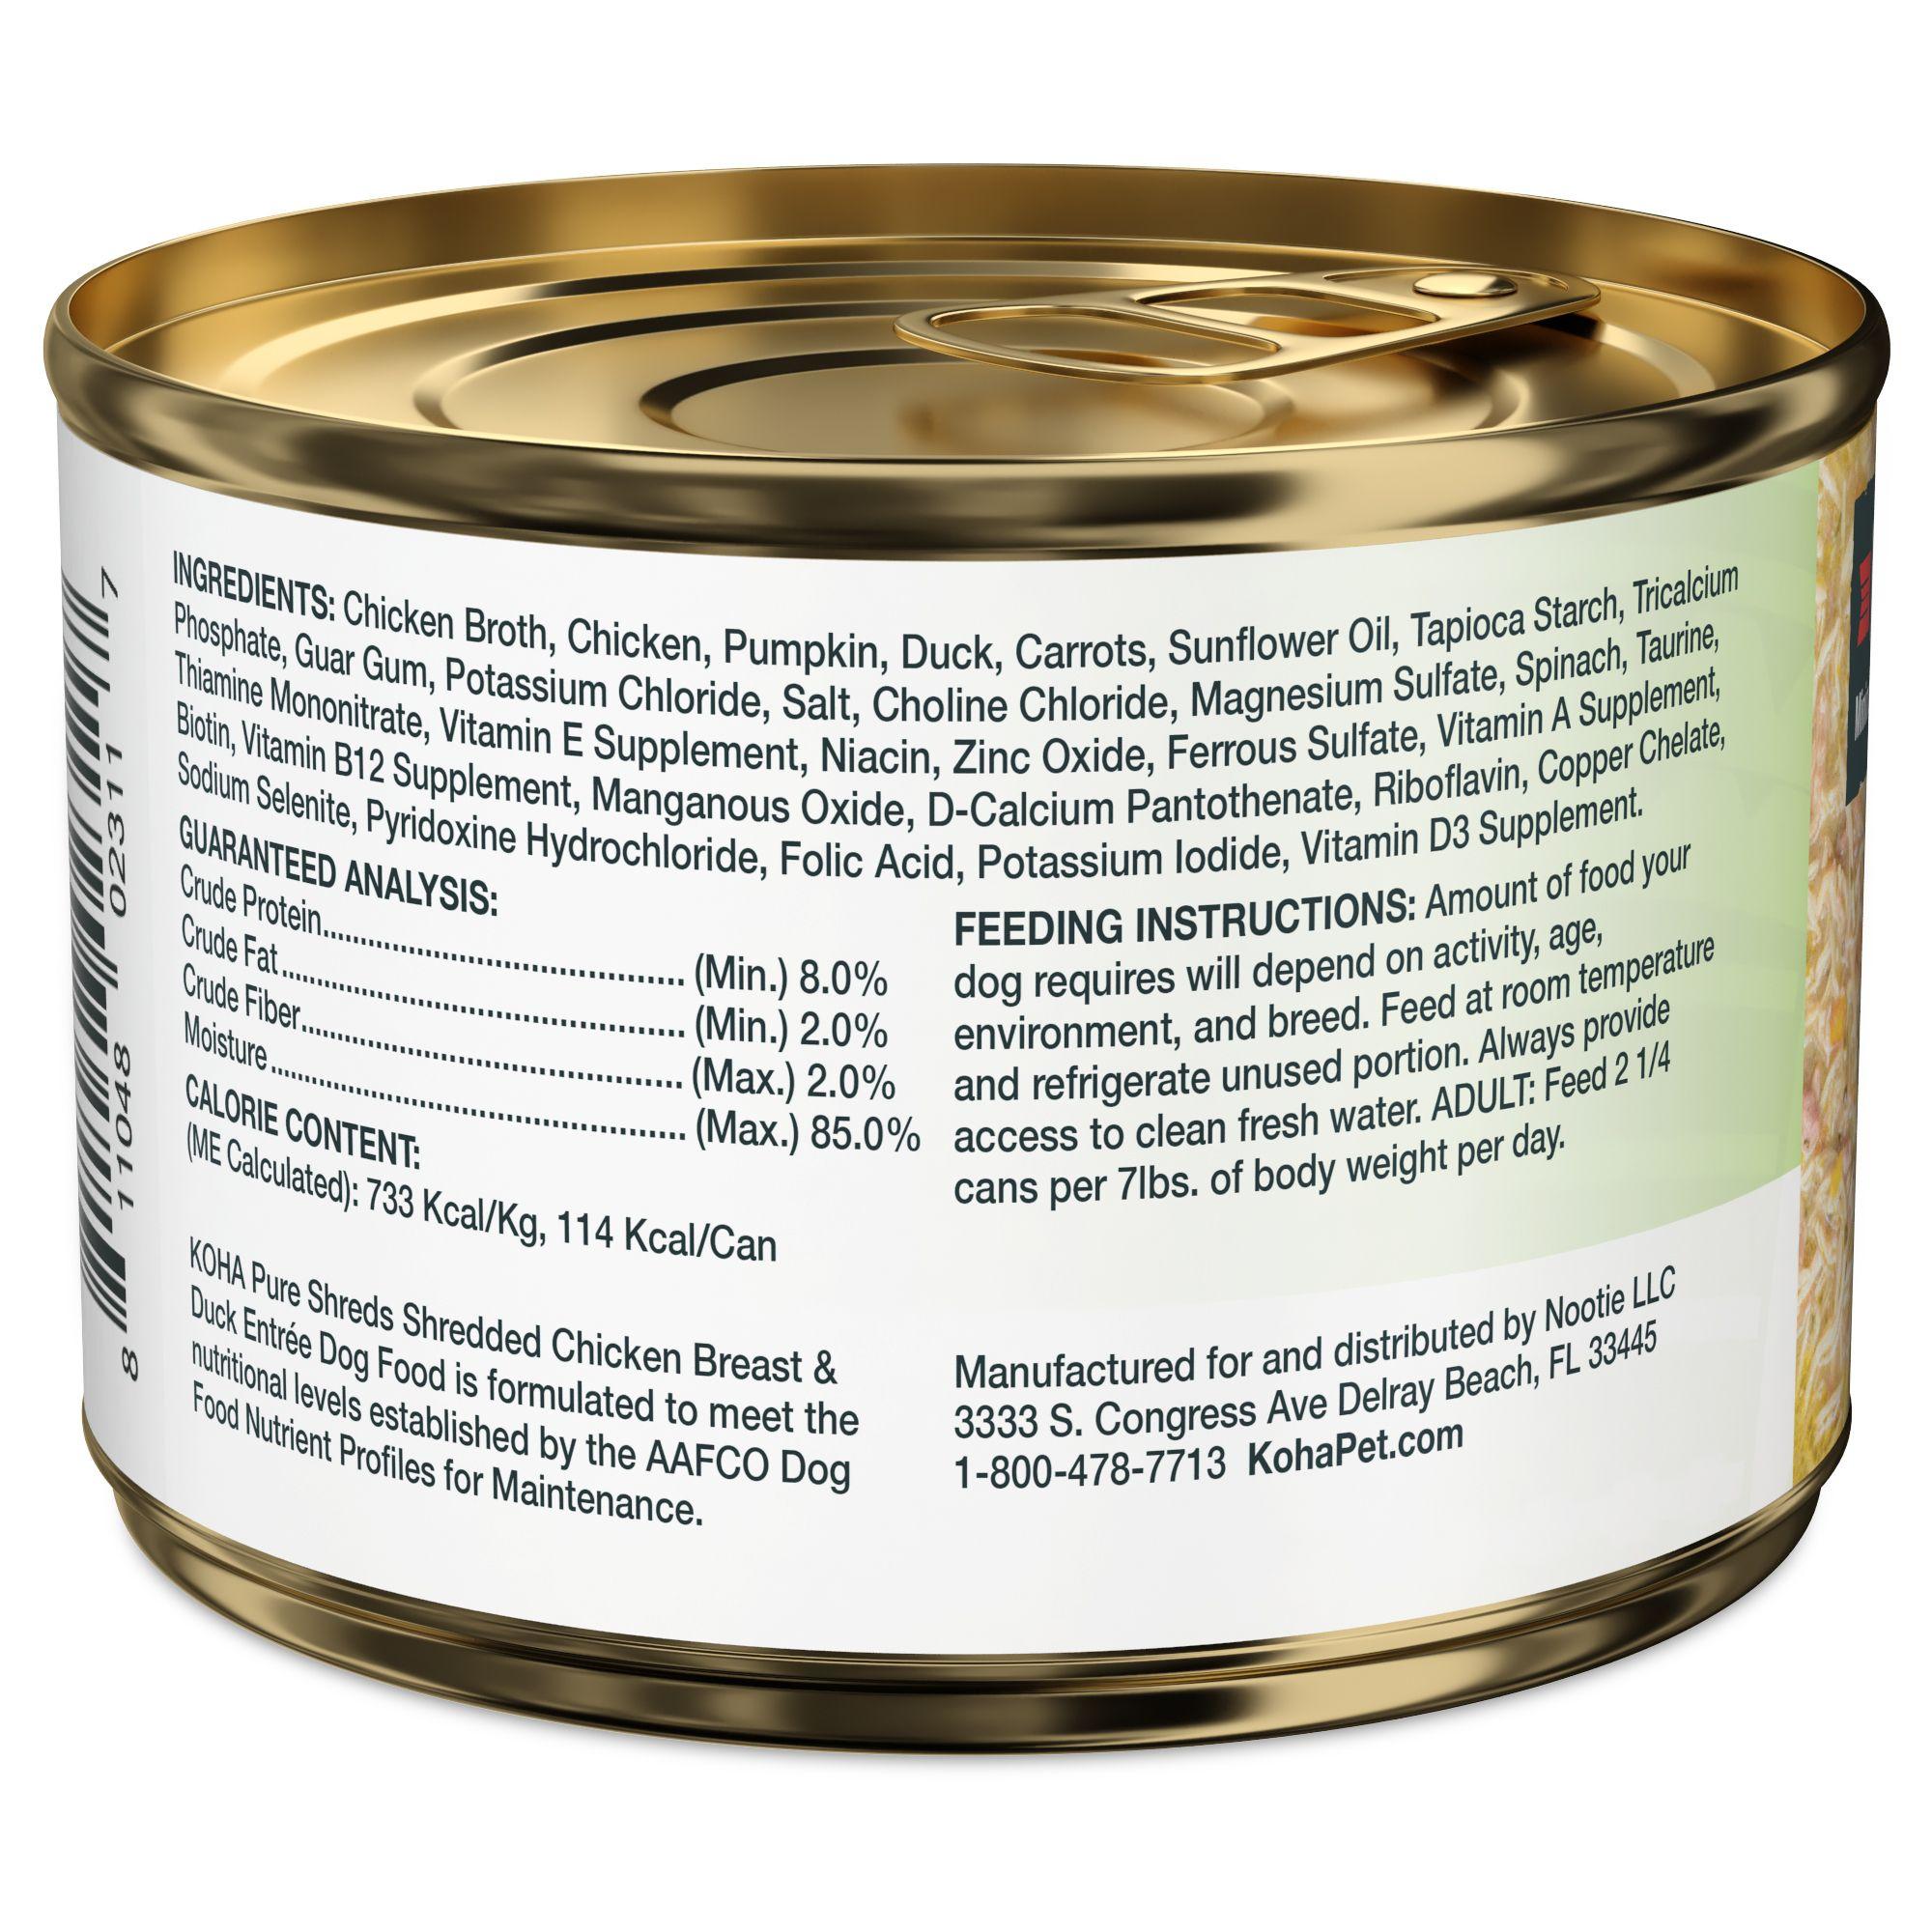 INGREDIENTS: Chicken Broth, Chicken, Pumpkin, Duck, Carrots, Sunflower Oil, Tapioca Starch, Tricalcium
Phosphate, Guar Gum, Potassium Chloride, Salt, Choline Chloride, Magnesium Sulfate, Spinach, Taurine,
Thiamine Mononitrate, Vitamin E Supplement, Niacin, Zinc Oxide, Ferrous Sulfate, Vitamin A Supplement,
Biotin, Vitamin B12 Supplement, Manganous Oxide, D-Calcium Pantothenate, Riboflavin, Copper Chelate,
Sodium Selenite, Pyridoxine Hydrochloride, Folic Acid, Potassium Iodide, Vitamin D3 Supplement.
GUARANTEED ANALYSIS:
Crude Protein (Min.) 8.0%
Crude Fat (Min.) 2.0%
Crude Fiber (Max.) 2.0%
Moisture (Max.) 85.0%
CALORIE CONTENT:
(ME Calculated): 733 Kcal/Kg, 114 Kcal/Can
KOHA Pure Shreds Shredded Chicken Breast &
Duck Entrée Dog Food is formulated to meet the
nutritional levels established by the AAFCO Dog
Food Nutrient Profiles for Maintenance.
FEEDING INSTRUCTIONS: Amount of food your
dog requires will depend on activity, age,
environment, and breed. Feed at room temperature
and refrigerate unused portion. Always provide
access to clean fresh water. ADULT: Feed 2 1/4
cans per 7lbs. of body weight per day.
Manufactured for and distributed by Nootie LLC
3333 S. Congress Ave Delray Beach, FL 33445
1-800-478-7713 KohaPet.com
8 11048 02311 7